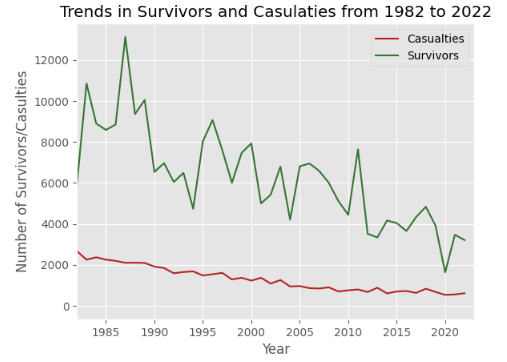 Trends in Survivors and Casulaties from 1982 to 2022
Casualties
Survivors
Number of Survivors/Casulties
12000
10000
8000
6000
4000
2000
0
1985 1990 1995 2000 2005 2010 2015 2020
Year